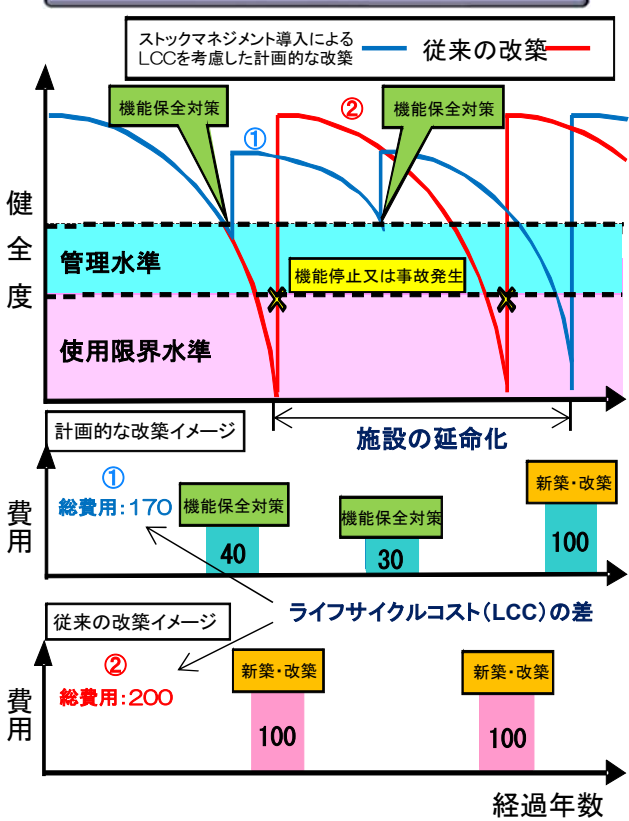 ストックマネジメント導入による
LCCを考慮した計画的な改築
従来の改築
機能保全対策
②
機能保全対策
①
健全度
管理水準
機能停止又は事故発生
使用限界水準
施設の延命化
計画的な改築イメージ
①
総費用:170
機能保全対策
機能保全対策
新築・改築
費用
40
30
100
ライフサイクルコスト(LCC)の差
従来の改築イメージ
②
総費用:200
新築・改築
新築・改築
費用
100
100
経過年数